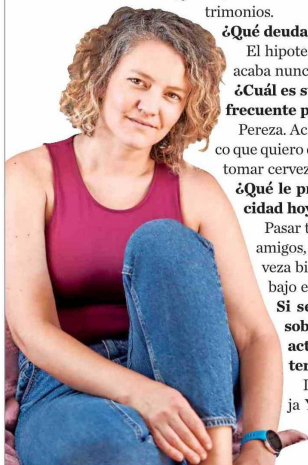 trimonios.
¿Qué deuda
El hipote
acaba nunc
¿Cuál es s
frecuente p
Pereza. Ac
co que quiero
tomar cervez
¿Qué le pr
cidad hoy
Pasar t
amigos,
veza bi
bajo e
Si se
sob
act
ter
ja Y